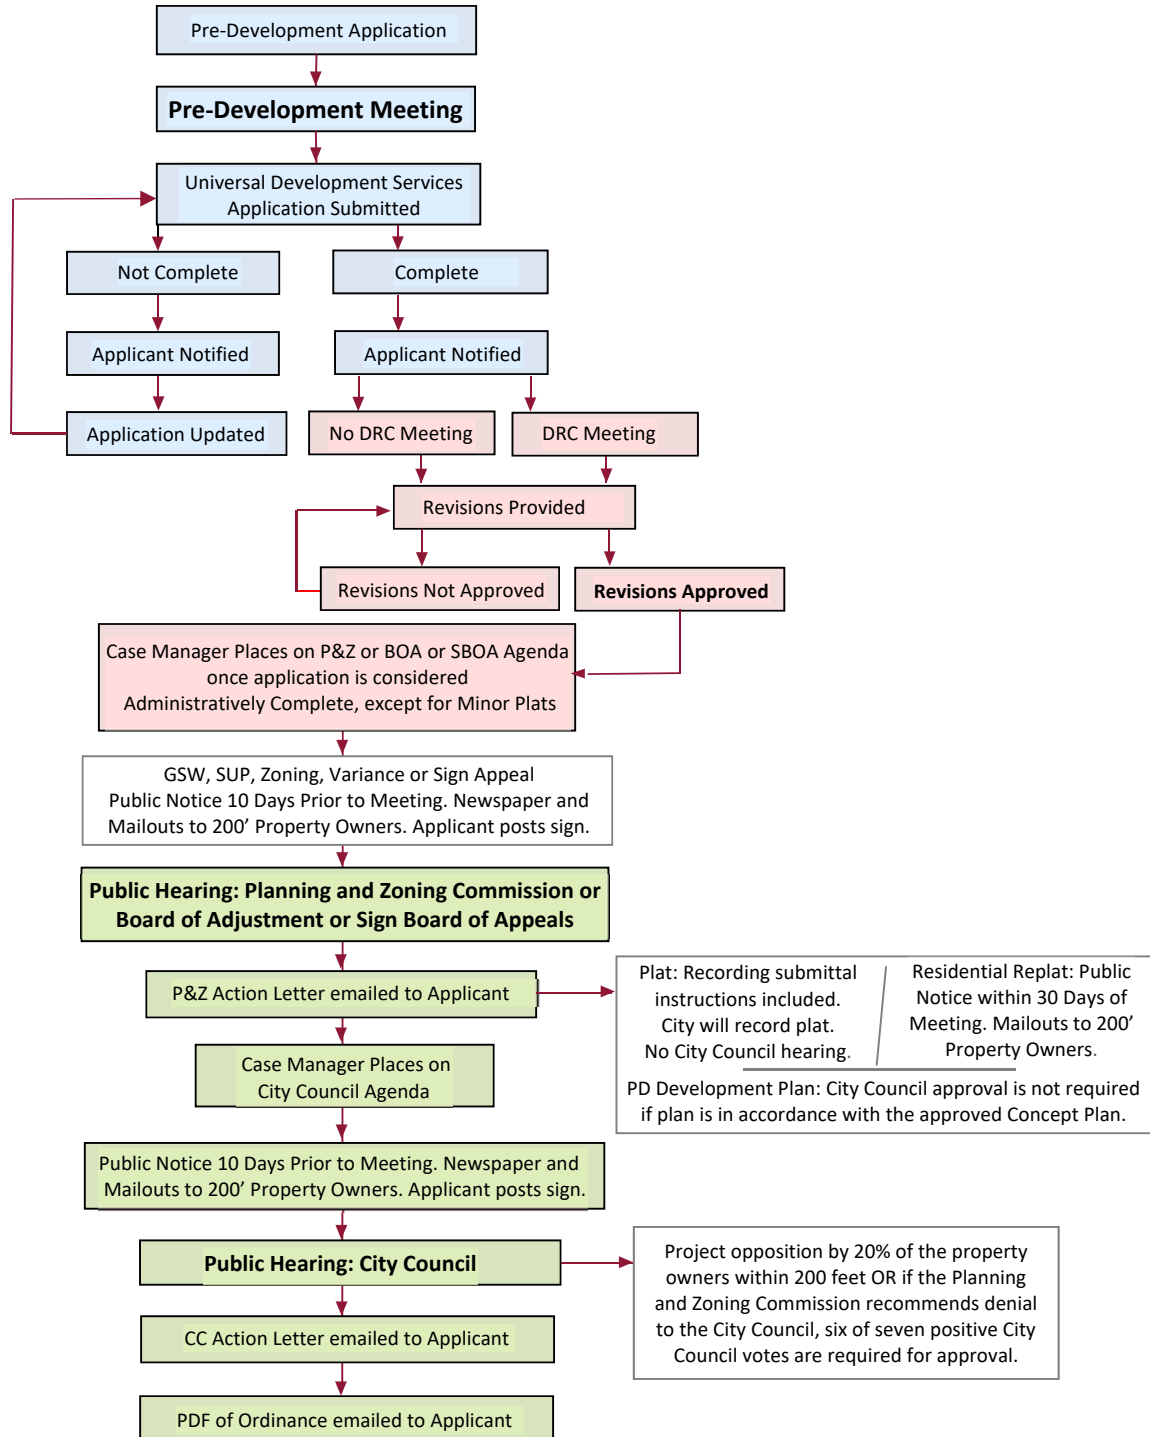 Pre-Development Application
Pre-Development Meeting
Universal Development Services
Application Submitted
Not Complete
Complete
Applicant Notified
Applicant Notified
Application Updated
No DRC Meeting
DRC Meeting
Revisions Provided
Revisions Not Approved
Revisions Approved
Case Manager Places on P&Z or BOA or SBOA Agenda
once application is considered
Administratively Complete, except for Minor Plats
GSW, SUP, Zoning, Variance or Sign Appeal
Public Notice 10 Days Prior to Meeting. Newspaper and
Mailouts to 200’ Property Owners. Applicant posts sign.
Public Hearing: Planning and Zoning Commission or
Board of Adjustment or Sign Board of Appeals
P&Z Action Letter emailed to Applicant
Plat: Recording submittal
instructions included.
City will record plat.
No City Council hearing.
Residential Replat: Public
Notice within 30 Days of
Meeting. Mailouts to 200’
Property Owners.
PD Development Plan: City Council approval is not required
if plan is in accordance with the approved Concept Plan.
Case Manager Places on
City Council Agenda
Public Notice 10 Days Prior to Meeting. Newspaper and
Mailouts to 200’ Property Owners. Applicant posts sign.
Public Hearing: City Council
Project opposition by 20% of the property
owners within 200 feet OR if the Planning
and Zoning Commission recommends denial
to the City Council, six of seven positive City
Council votes are required for approval.
CC Action Letter emailed to Applicant
PDF of Ordinance emailed to Applicant